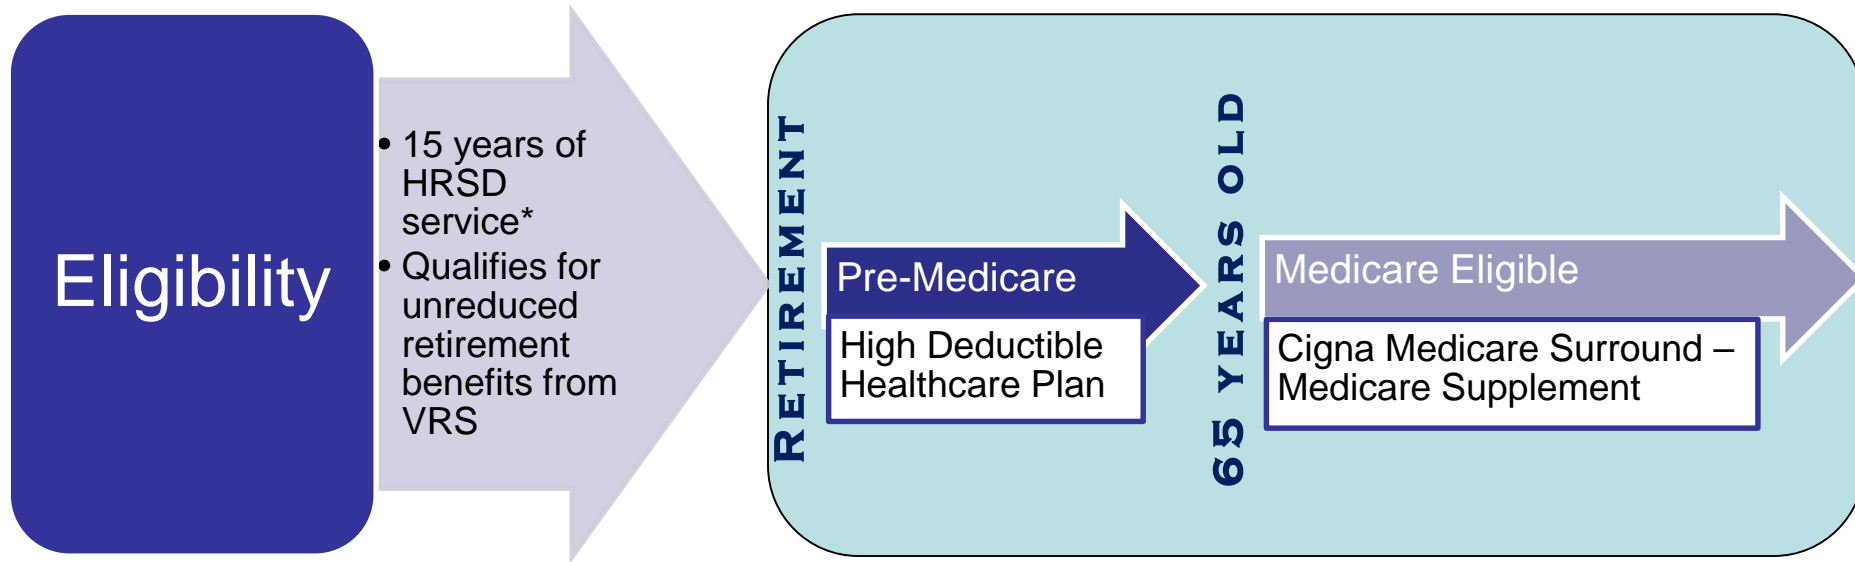 Eligibility
• 15 years of
HRSD
service*
• Qualifies for
unreduced
retirement
benefits from
VRS
RETIREMENT
Pre-Medicare
High Deductible
Healthcare Plan
65 YEARS OLD
Medicare Eligible
Cigna Medicare Surround –
Medicare Supplement